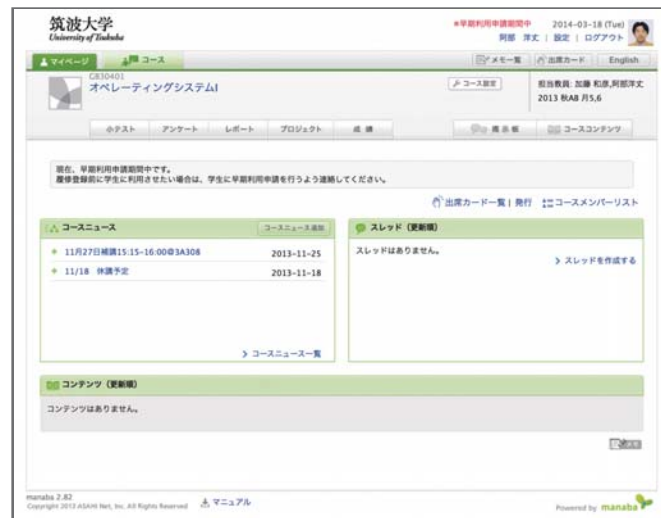 筑波大学
University of Tsukuba
※早期利用申請期間中 2014-03-18 (Tue)
阿部 洋丈 | 設定 | ログアウト
マイページ コース メモ一覧 出席カード English
GB30401
オペレーティングシステムI
コース設定
担当教員: 加藤 和彦,阿部洋丈
2013 秋AB 月5,6
小テスト アンケート レポート プロジェクト 成績 掲示板 コースコンテンツ
現在、早期利用申請期間中です。
履修登録前に学生に利用させたい場合は、学生に早期利用申請を行うよう連絡してください。
出席カード一覧 | 発行 コースメンバーリスト
コースニュース コースニュース追加
11月27日補講15:15-16:00@3A308 2013-11-25
11/18 休講予定 2013-11-18
コースニュース一覧
スレッド（更新順）
スレッドはありません。
スレッドを作成する
コンテンツ（更新順）
コンテンツはありません。
manaba 2.82
Copyright 2013 ASAHI Net, Inc. All Rights Reserved マニュアル
Powered by manaba